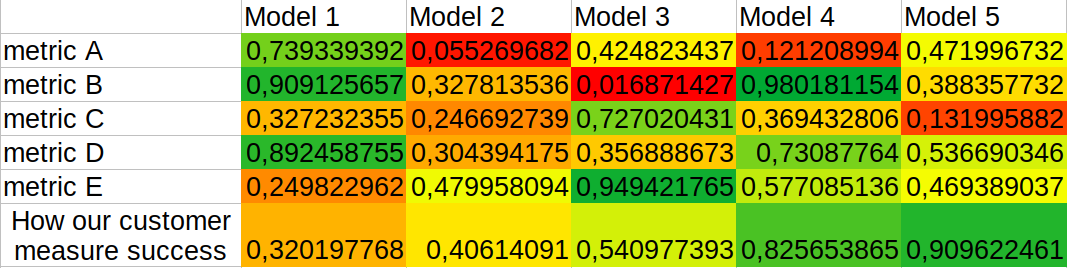 Model 1 Model 2 Model 3 Model 4 Model 5
metric A 0,739339392 0,055269682 0,424823437 0,121208994 0,471996732
metric B 0,909125657 0,327813536 0,016871427 0,980181154 0,388357732
metric C 0,327232355 0,246692739 0,727020431 0,369432806 0,131995882
metric D 0,892458755 0,304394175 0,356888673 0,73087764 0,536690346
metric E 0,249822962 0,479958094 0,949421765 0,577085136 0,469389037
How our customer
measure success 0,320197768 0,40614091 0,540977393 0,825653865 0,909622461